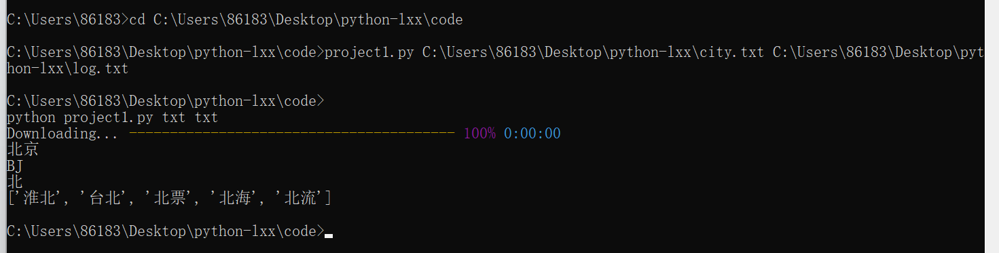 C:\Users\86183>cd C:\Users\86183\Desktop\python-lxx\code
C:\Users\86183\Desktop\python-lxx\code>project1.py C:\Users\86183\Desktop\python-lxx\city.txt C:\Users\86183\Desktop\pyt
hon-lxx\log.txt
C:\Users\86183\Desktop\python-lxx\code>
python project1.py txt txt
Downloading... ---------------------------------------- 100% 0:00:00
北京
BJ
北
['淮北', '台北', '北票', '北海', '北流']
C:\Users\86183\Desktop\python-lxx\code>